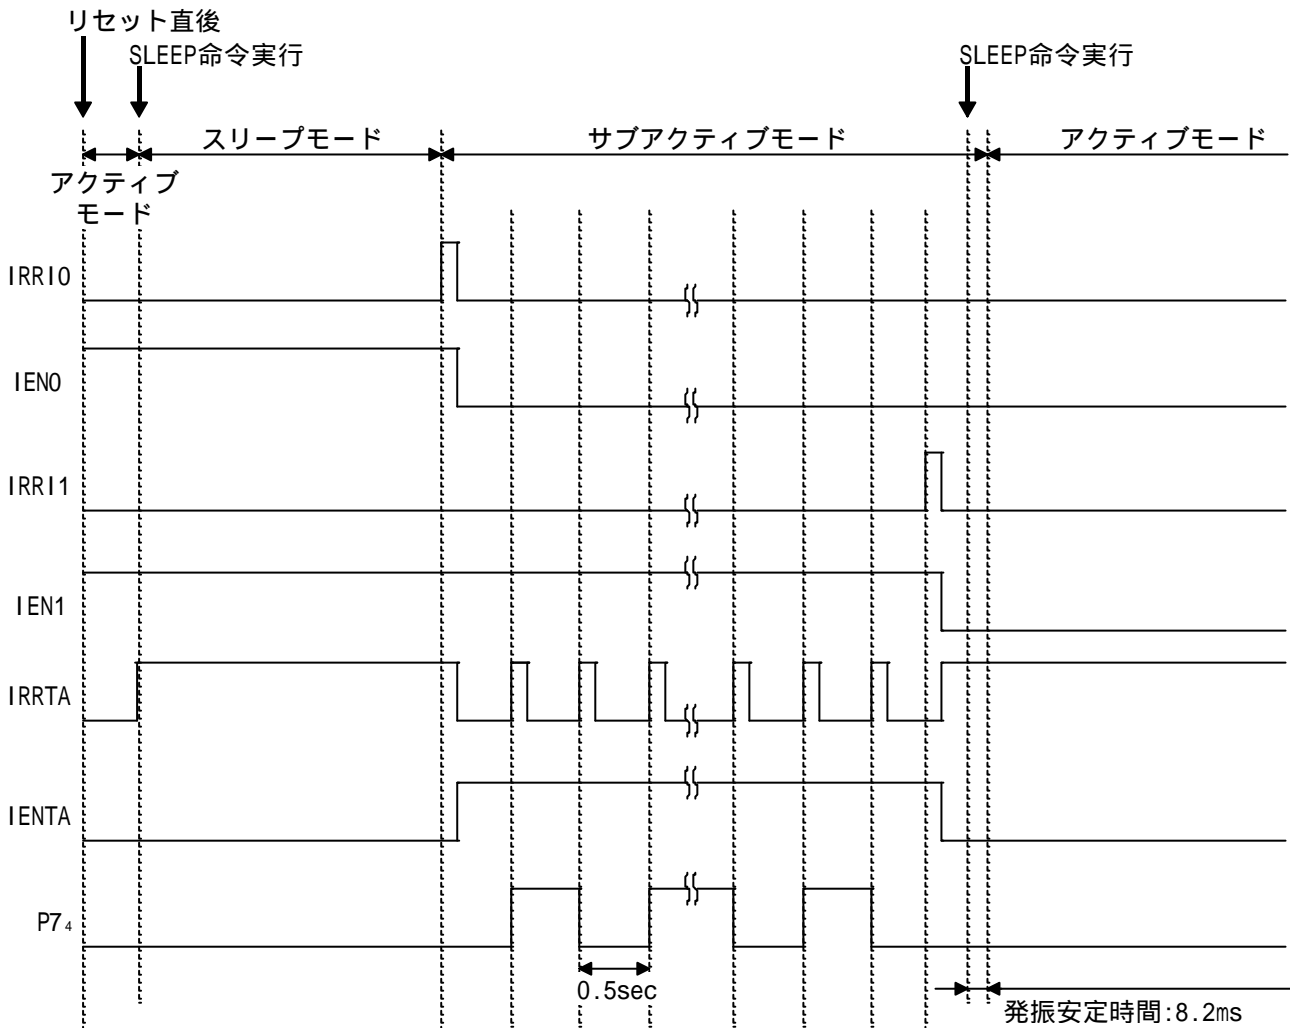 リセット直後
SLEEP命令実行
SLEEP命令実行
スリープモード
サブアクティブモード
アクティブモード
アクティブ
モード
IRRI0
IEN0
IRRI1
IEN1
IRRTA
IENTA
P7₄
0.5sec
発振安定時間:8.2ms